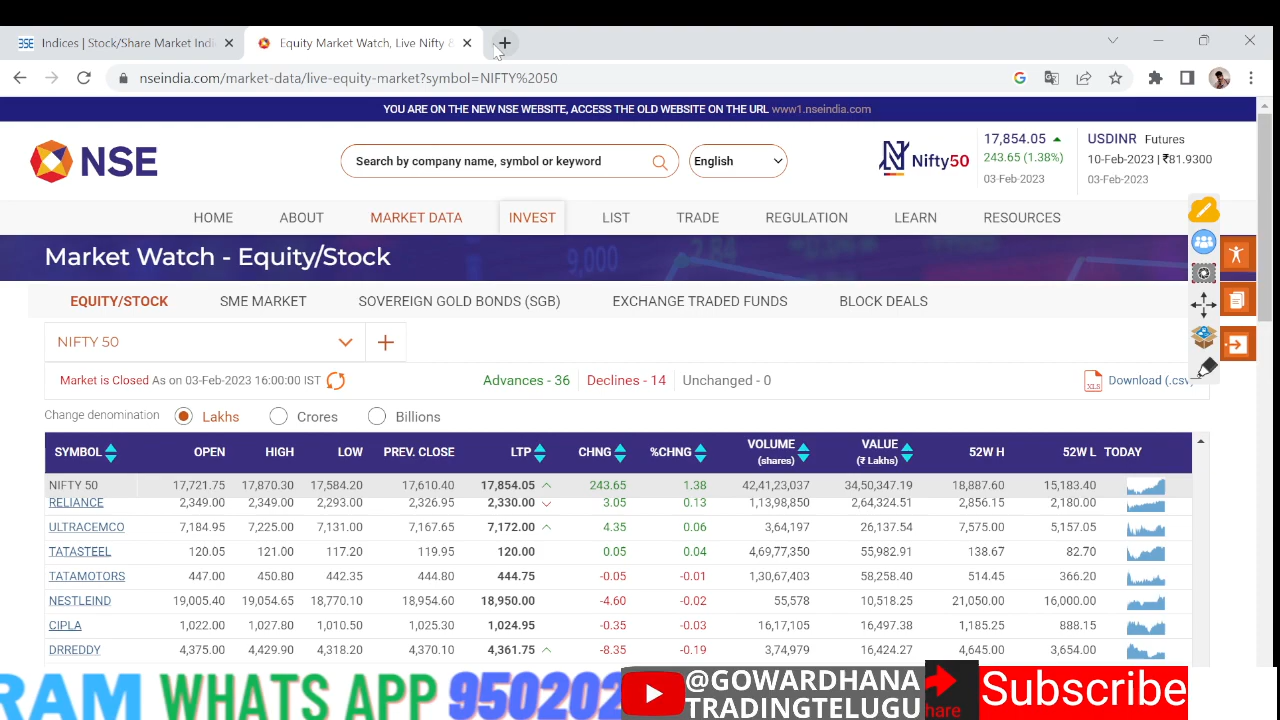 BSE Indices | Stock/Share Market Indi
Equity Market Watch, Live Nifty &
nseindia.com/market-data/live-equity-market?symbol=NIFTY%2050
YOU ARE ON THE NEW NSE WEBSITE, ACCESS THE OLD WEBSITE ON THE URL www1.nseindia.com
NSE
Search by company name, symbol or keyword
English
Nifty50
17,854.05
243.65 (1.38%)
03-Feb-2023
USDINR Futures
10-Feb-2023 | ₹81.9300
03-Feb-2023
HOME ABOUT MARKET DATA INVEST LIST TRADE REGULATION LEARN RESOURCES
9,000
Market Watch - Equity/Stock
EQUITY/STOCK SME MARKET SOVEREIGN GOLD BONDS (SGB) EXCHANGE TRADED FUNDS BLOCK DEALS
NIFTY 50
Market is Closed As on 03-Feb-2023 16:00:00 IST Advances - 36 Declines - 14 Unchanged - 0 XLS Download (.csv)
Change denomination Lakhs Crores Billions
SYMBOL OPEN HIGH LOW PREV. CLOSE LTP CHNG %CHNG VOLUME (shares) VALUE (₹ Lakhs) 52W H 52W L TODAY
NIFTY 50 17,721.75 17,870.30 17,584.20 17,610.40 17,854.05 243.65 1.38 42,41,23,037 34,50,347.19 18,887.60 15,183.40
RELIANCE 2,349.00 2,349.00 2,293.00 2,326.95 2,330.00 3.05 0.13 1,13,98,850 2,64,324.51 2,856.15 2,180.00
ULTRACEMCO 7,184.95 7,225.00 7,131.00 7,167.65 7,172.00 4.35 0.06 3,64,197 26,137.54 7,575.00 5,157.05
TATASTEEL 120.05 121.00 117.20 119.95 120.00 0.05 0.04 4,69,77,350 55,982.91 138.67 82.70
TATAMOTORS 447.00 450.80 442.35 444.80 444.75 -0.05 -0.01 1,30,67,403 58,258.40 514.45 366.20
NESTLEIND 19,005.40 19,054.65 18,770.10 18,954.60 18,950.00 -4.60 -0.02 55,578 10,518.25 21,050.00 16,000.00
CIPLA 1,022.00 1,027.80 1,010.50 1,025.30 1,024.95 -0.35 -0.03 16,17,105 16,497.38 1,185.25 888.15
DRREDDY 4,375.00 4,429.90 4,318.20 4,370.10 4,361.75 -8.35 -0.19 3,74,979 16,424.27 4,645.00 3,654.00
RAM WHATS APP 950202
@GOWARDHANA
TRADINGTELUGU
hare
Subscribe